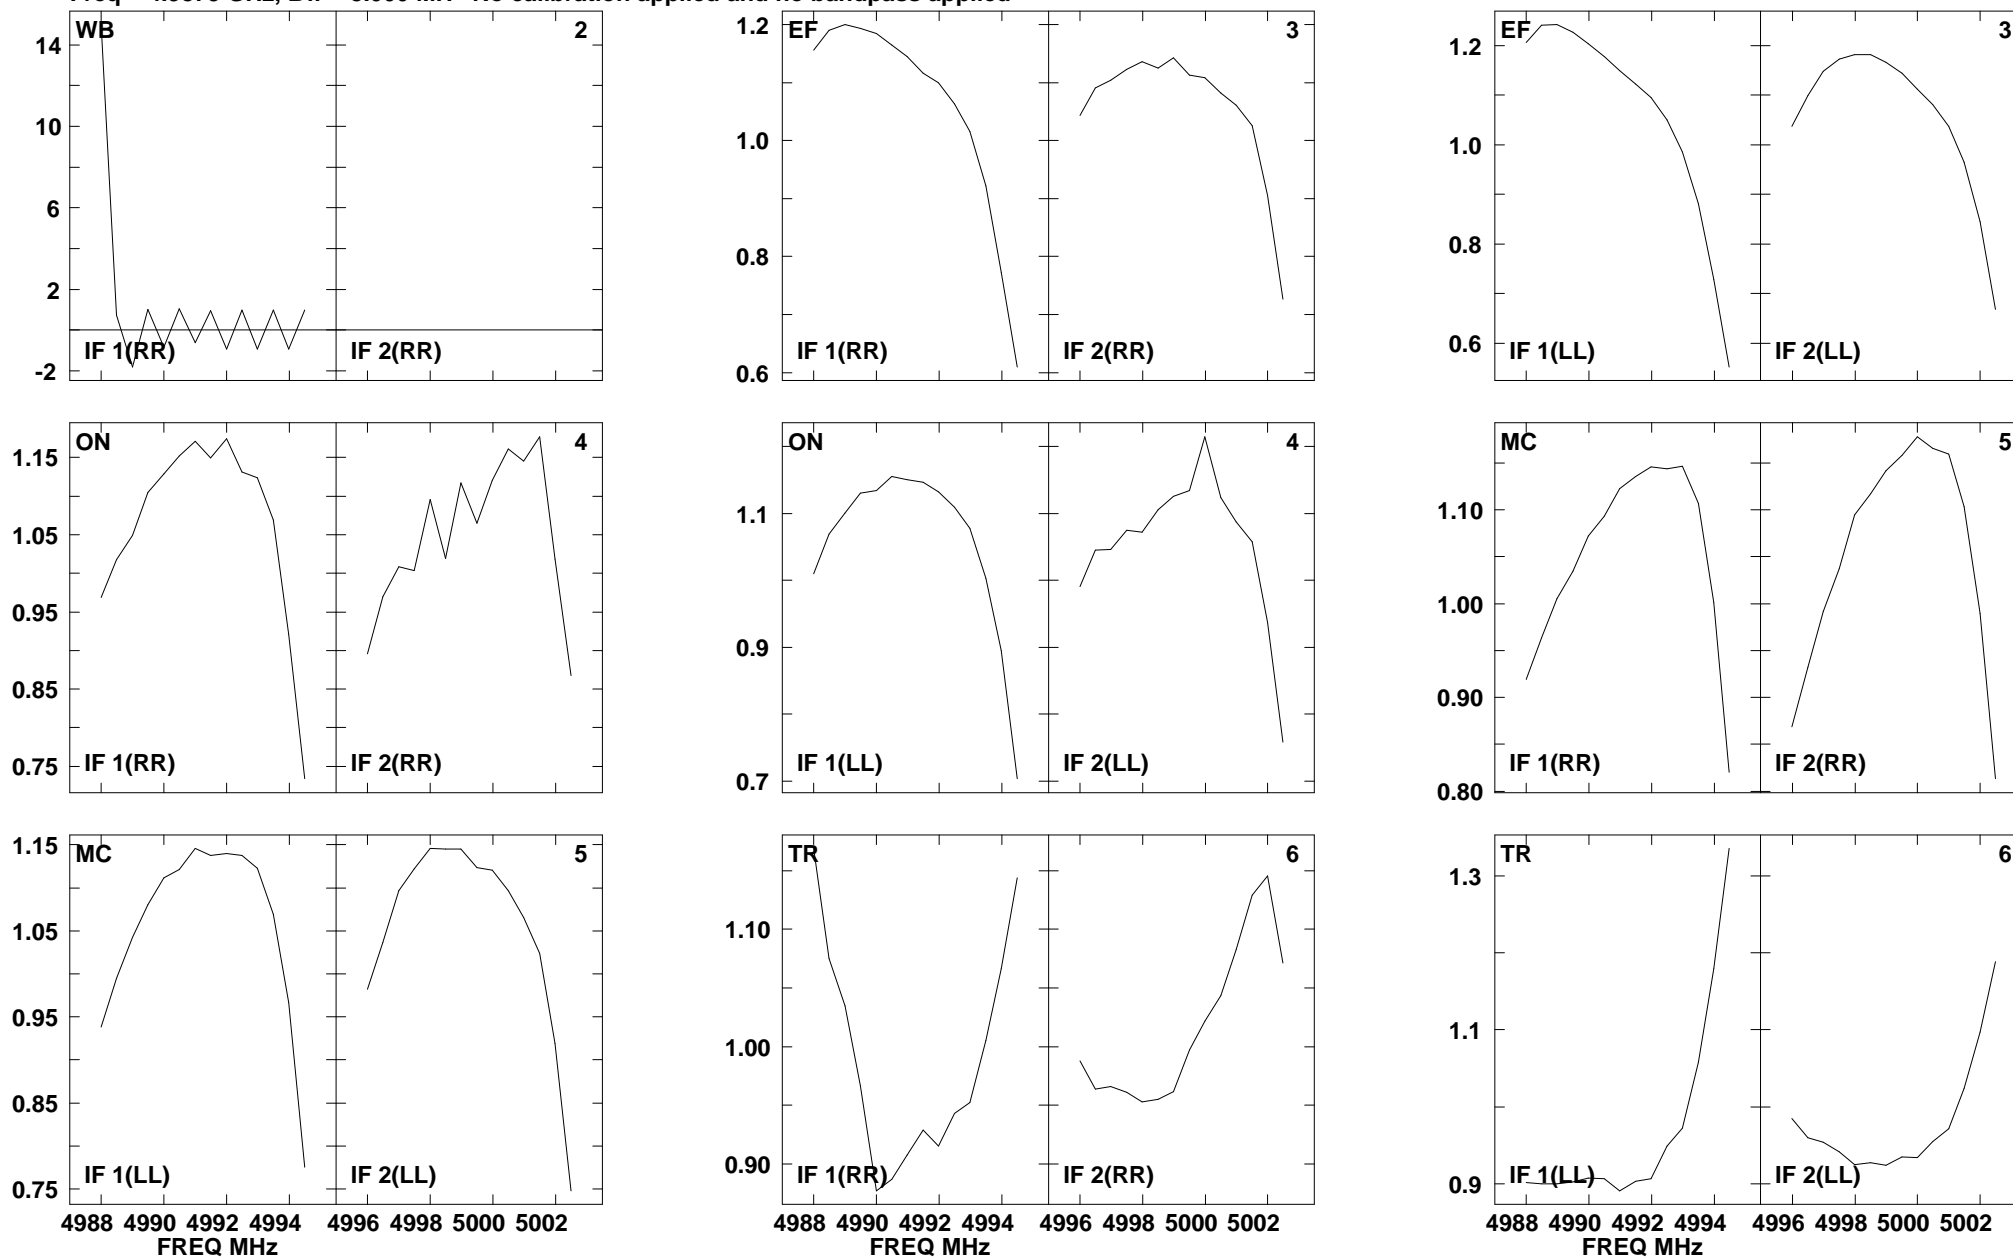 WB 2
14
10
6
2
-2
IF 1(RR) IF 2(RR)
EF 3
1.2
1.0
0.8
0.6
IF 1(RR) IF 2(RR)
EF 3
1.2
1.0
0.8
0.6
IF 1(LL) IF 2(LL)
ON 4
1.15
1.05
0.95
0.85
0.75
IF 1(RR) IF 2(RR)
ON 4
1.1
0.9
0.7
IF 1(LL) IF 2(LL)
MC 5
1.10
1.00
0.90
0.80
IF 1(RR) IF 2(RR)
MC 5
1.15
1.05
0.95
0.85
0.75
IF 1(LL) IF 2(LL)
4988 4990 4992 4994 4996 4998 5000 5002
FREQ MHz
TR 6
1.10
1.00
0.90
IF 1(RR) IF 2(RR)
4988 4990 4992 4994 4996 4998 5000 5002
FREQ MHz
TR 6
1.3
1.1
0.9
IF 1(LL) IF 2(LL)
4988 4990 4992 4994 4996 4998 5000 5002
FREQ MHz